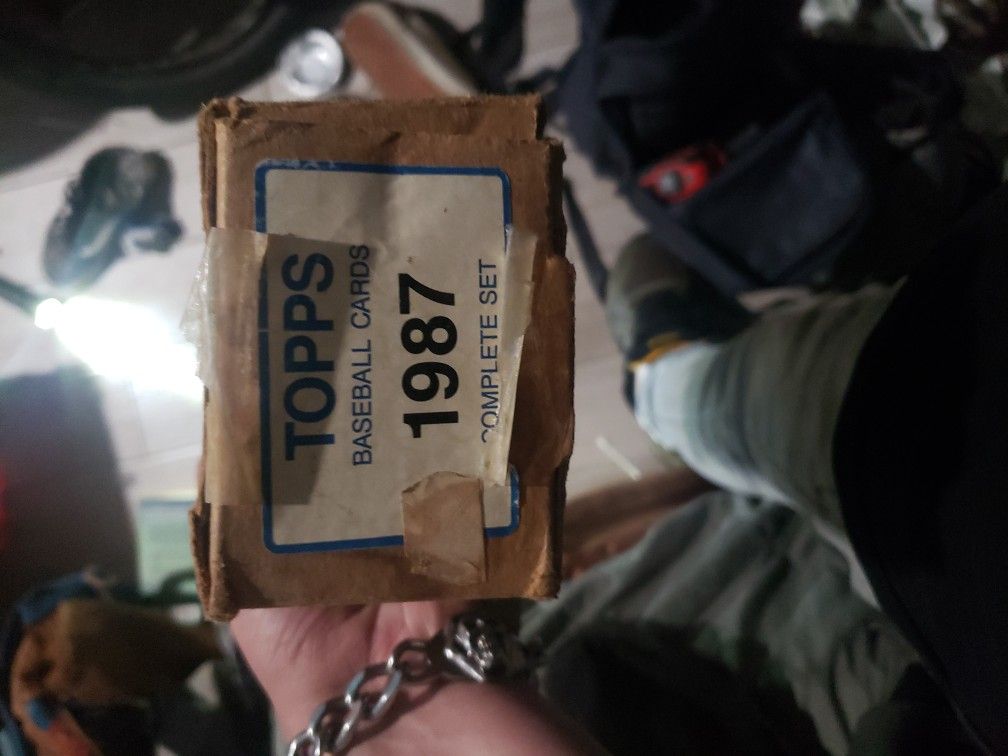 TOPPS
BASEBALL CARDS
1987
COMPLETE SET